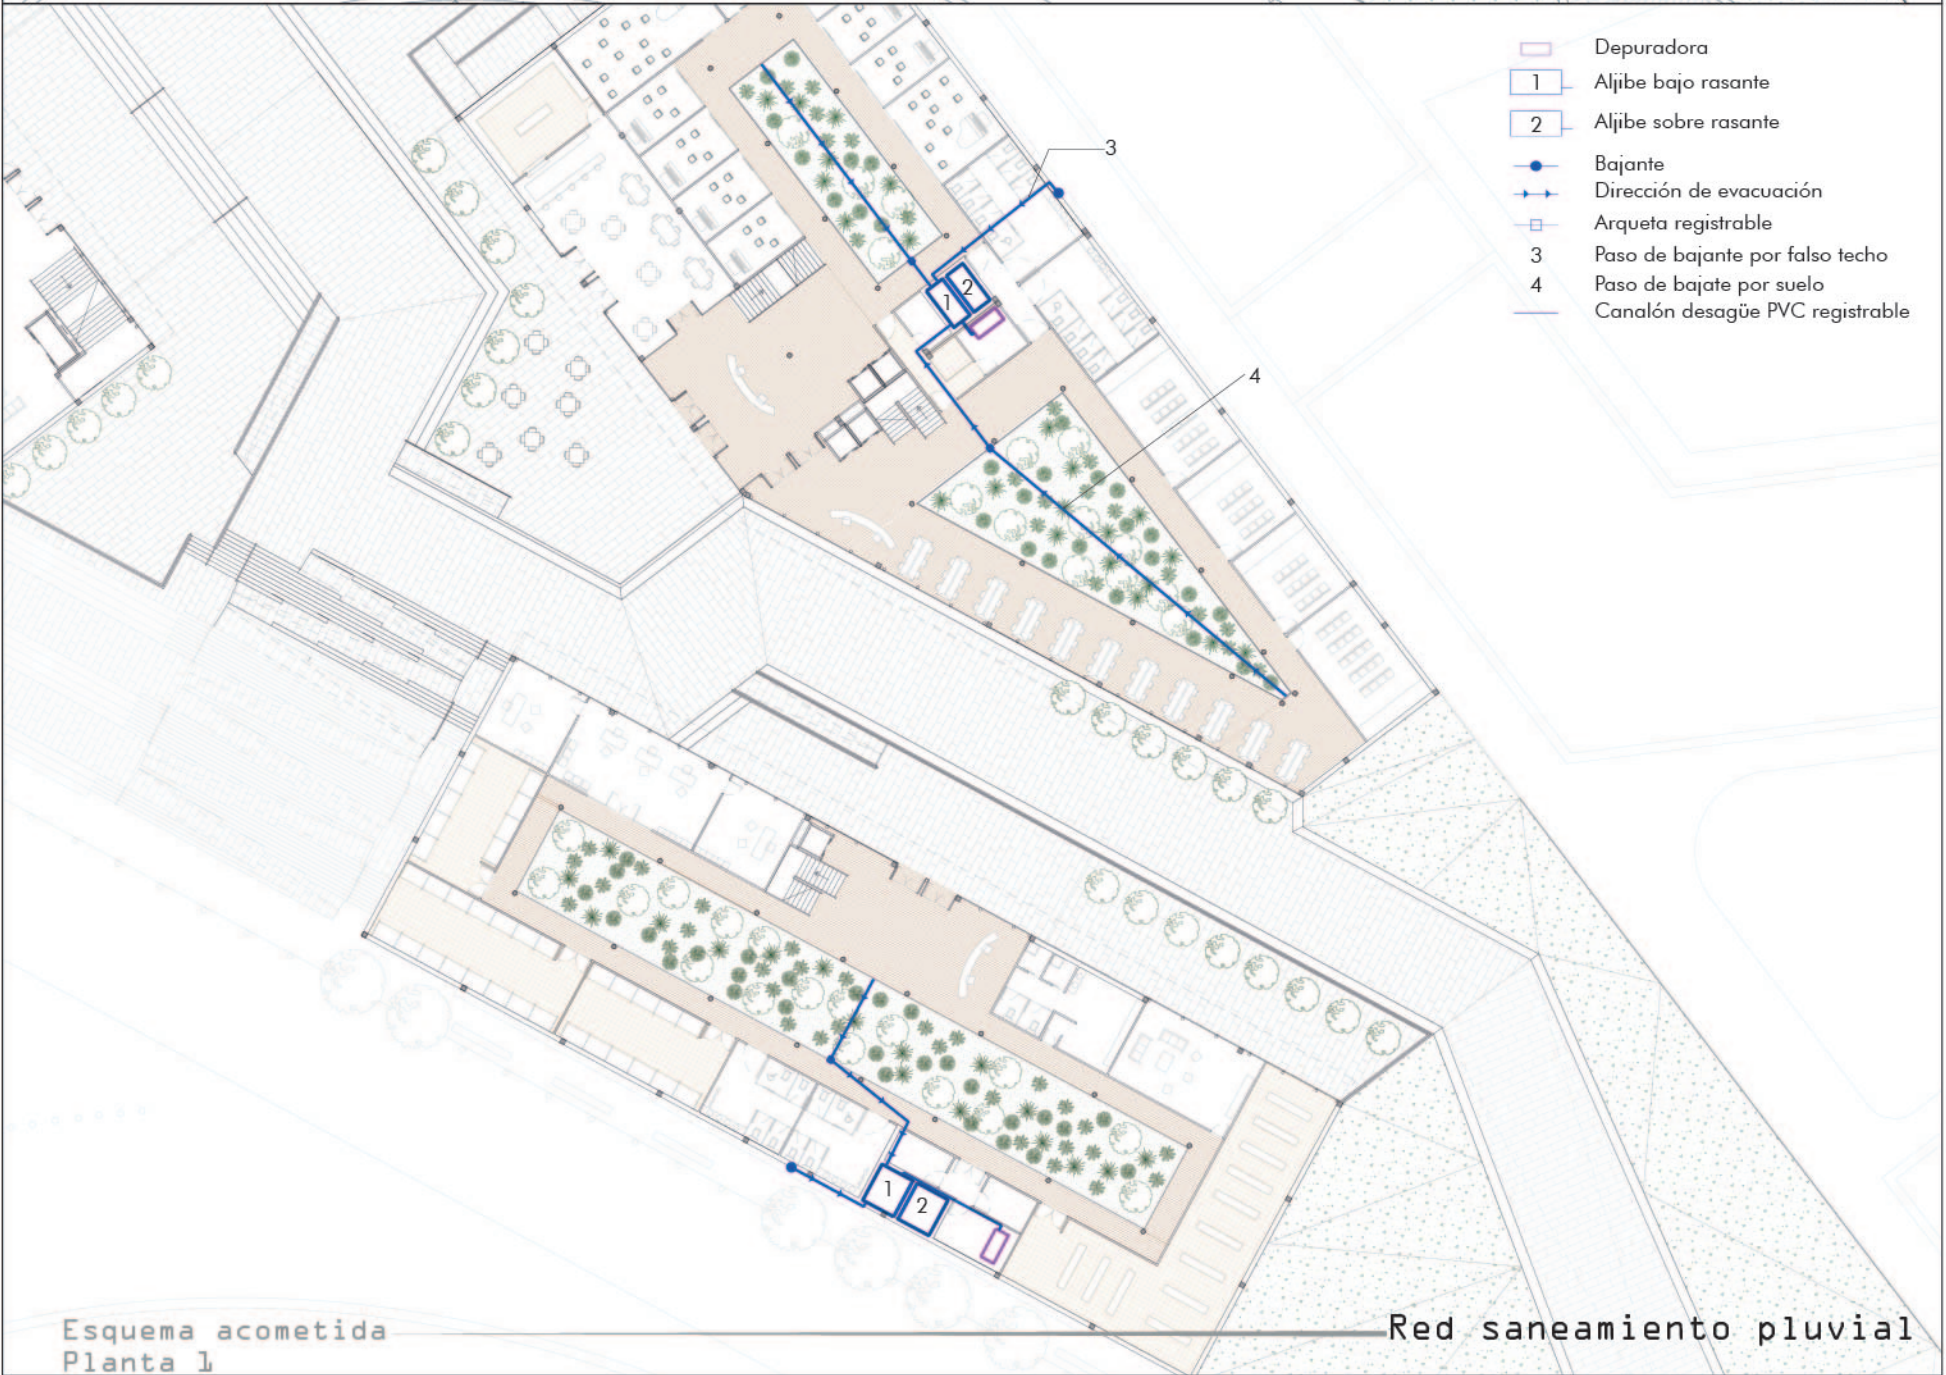 Depuradora
1 Aljibe bajo rasante
2 Aljibe sobre rasante
Bajante
Dirección de evacuación
Arqueta registrable
3 Paso de bajante por falso techo
4 Paso de bajate por suelo
Canalón desagüe PVC registrable
3
2
1
4
1
2
Esquema acometida
Planta 1
Red saneamiento pluvial